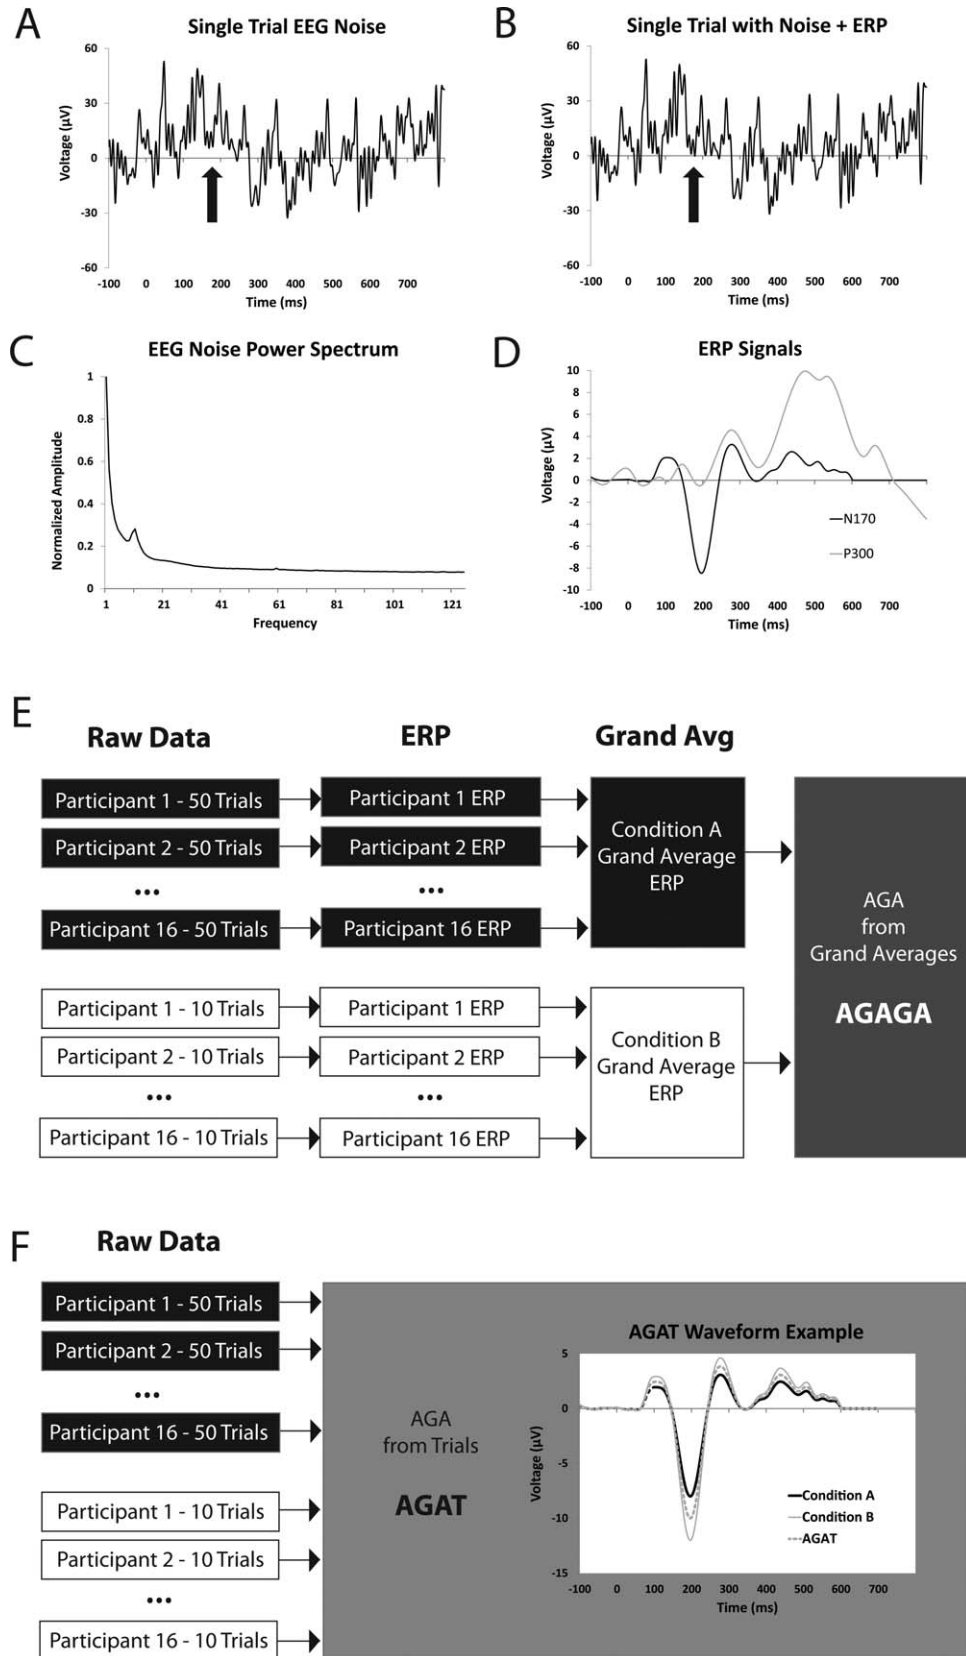 A
Single Trial EEG Noise
Voltage (µV)
60
30
0
-30
-60
-100 0 100 200 300 400 500 600 700
Time (ms)
B
Single Trial with Noise + ERP
Voltage (µV)
60
30
0
-30
-60
-100 0 100 200 300 400 500 600 700
Time (ms)
C
EEG Noise Power Spectrum
Normalized Amplitude
1
0.8
0.6
0.4
0.2
0
1 21 41 61 81 101 121
Frequency
D
ERP Signals
Voltage (µV)
10
8
6
4
2
0
-2
-4
-6
-8
-10
N170
P300
-100 0 100 200 300 400 500 600 700
Time (ms)
E
Raw Data ERP Grand Avg
Participant 1 - 50 Trials
Participant 2 - 50 Trials
•••
Participant 16 - 50 Trials
Participant 1 ERP
Participant 2 ERP
•••
Participant 16 ERP
Condition A
Grand Average
ERP
Participant 1 - 10 Trials
Participant 2 - 10 Trials
•••
Participant 16 - 10 Trials
Participant 1 ERP
Participant 2 ERP
•••
Participant 16 ERP
Condition B
Grand Average
ERP
AGA
from
Grand Averages
AGAGA
F
Raw Data
Participant 1 - 50 Trials
Participant 2 - 50 Trials
•••
Participant 16 - 50 Trials
Participant 1 - 10 Trials
Participant 2 - 10 Trials
•••
Participant 16 - 10 Trials
AGA
from Trials
AGAT
AGAT Waveform Example
Voltage (µV)
5
0
-5
-10
-15
Condition A
Condition B
AGAT
-100 0 100 200 300 400 500 600 700
Time (ms)